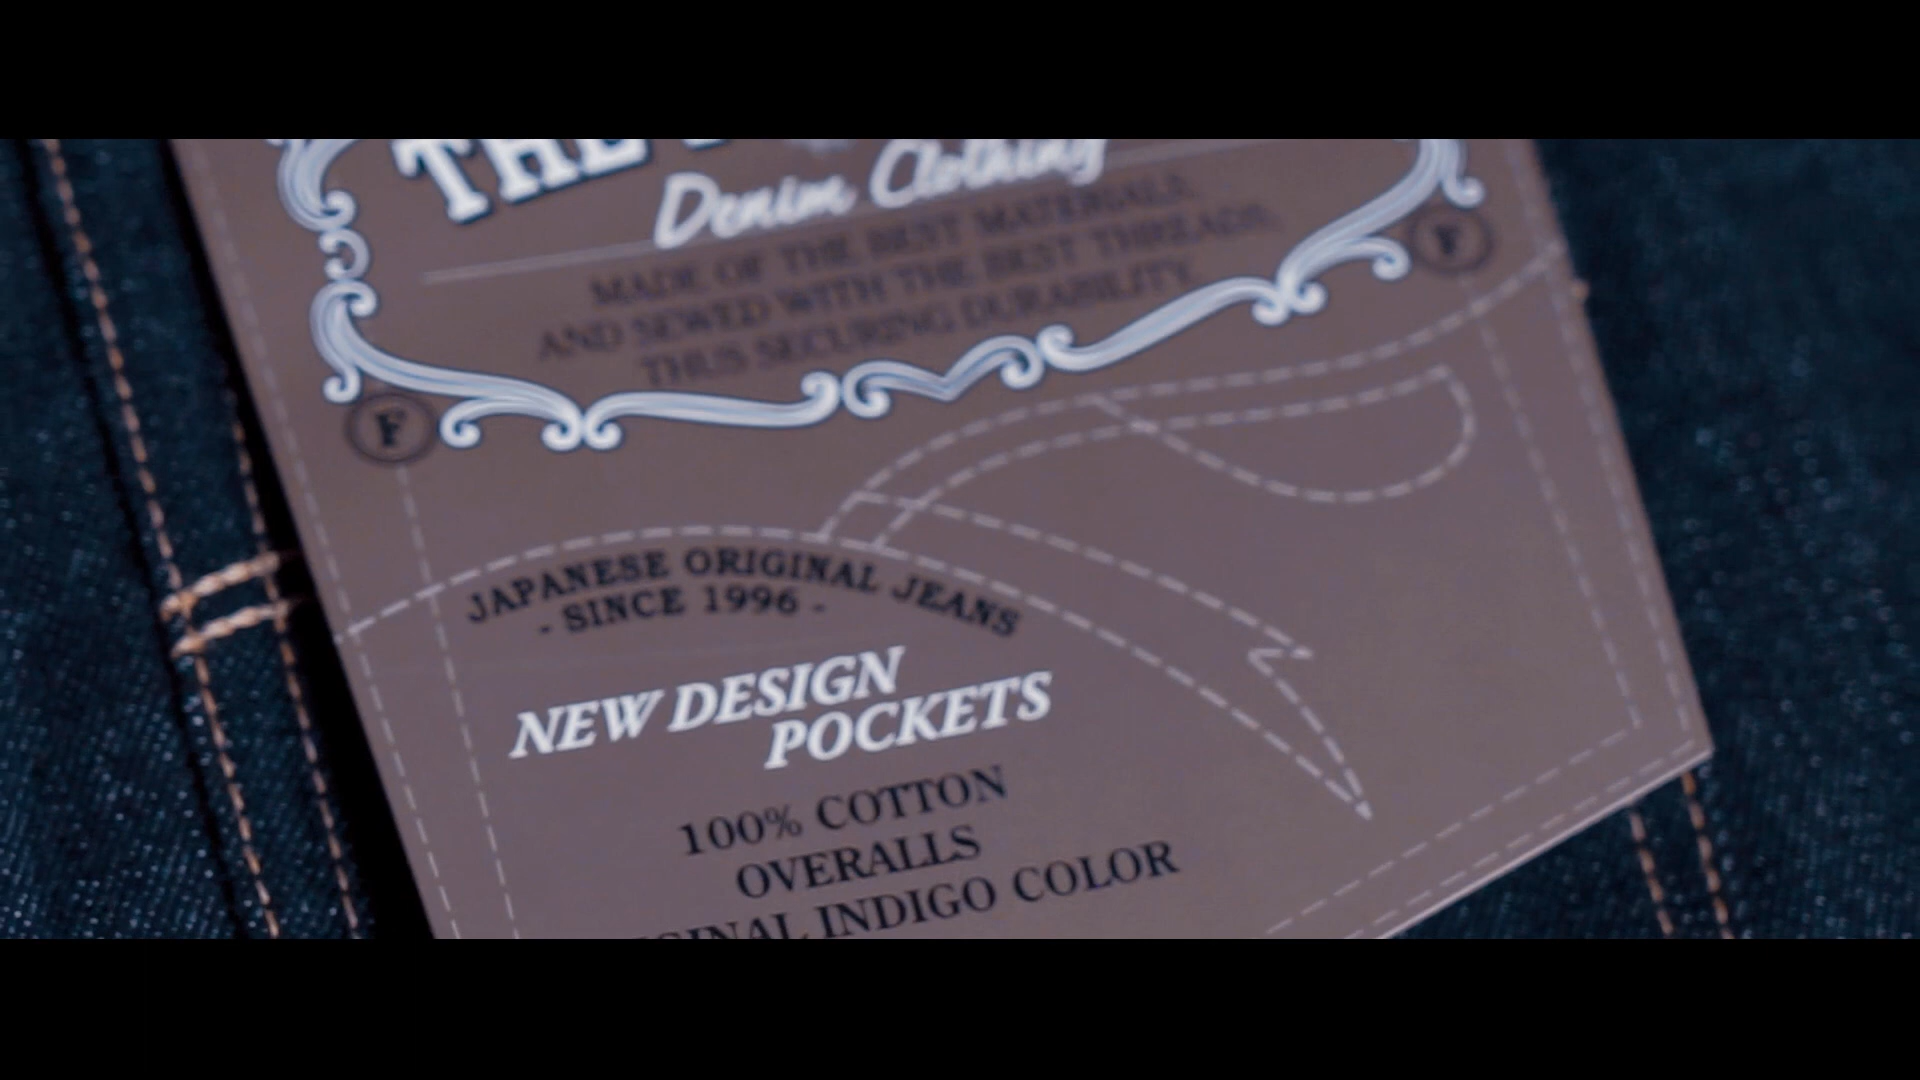 THE
Denim Clothing
MADE OF THE BEST MATERIALS,
AND SEWED WITH THE BEST THREADS,
THUS SECURING DURABILITY
F
F
JAPANESE ORIGINAL JEANS
- SINCE 1996 -
NEW DESIGN
POCKETS
100% COTTON
OVERALLS
INDIGO COLOR